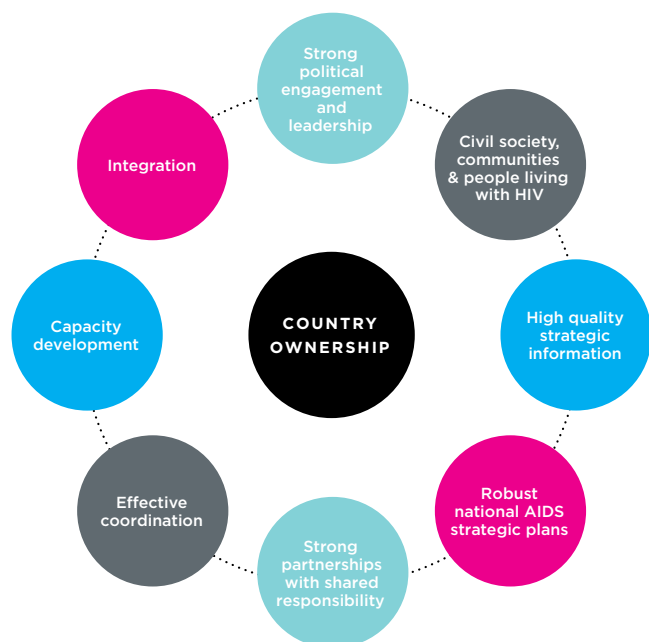 Strong
political
engagement
and
leadership
Civil society,
communities
& people living
with HIV
High quality
strategic
information
Robust
national AIDS
strategic plans
Strong
partnerships
with shared
responsibility
Effective
coordination
Capacity
development
Integration
COUNTRY
OWNERSHIP